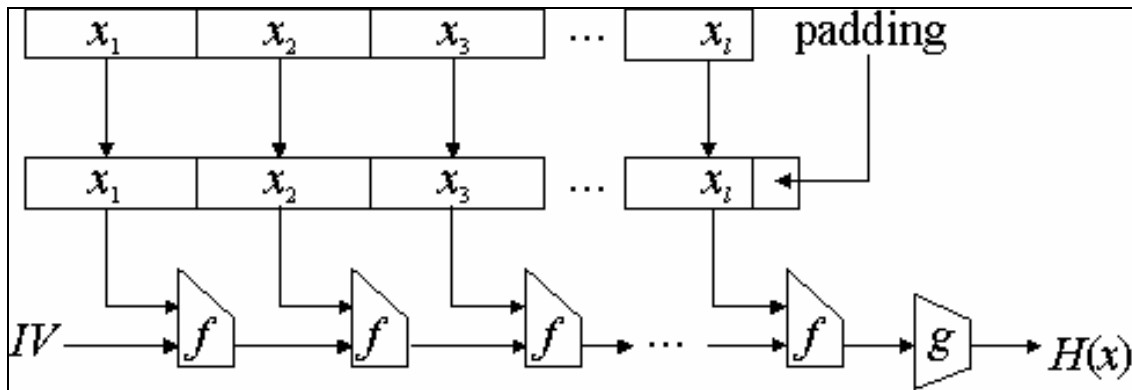 x₁ x₂ x₃ ... xₗ padding
x₁ x₂ x₃ ... xₗ
IV f f f ... f g H(x)